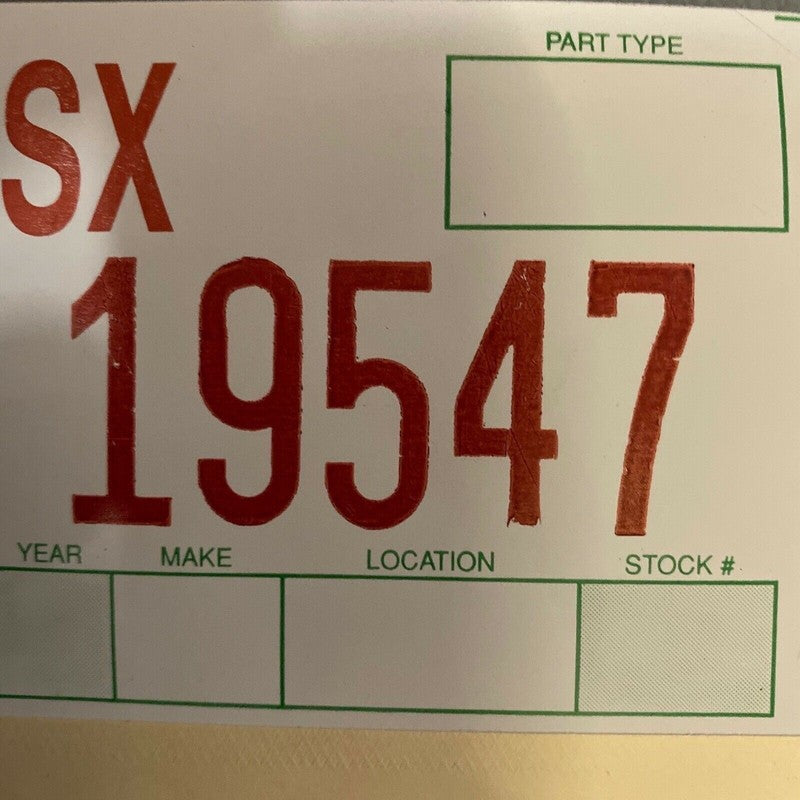 PART TYPE
SX
19547
YEAR MAKE LOCATION STOCK #